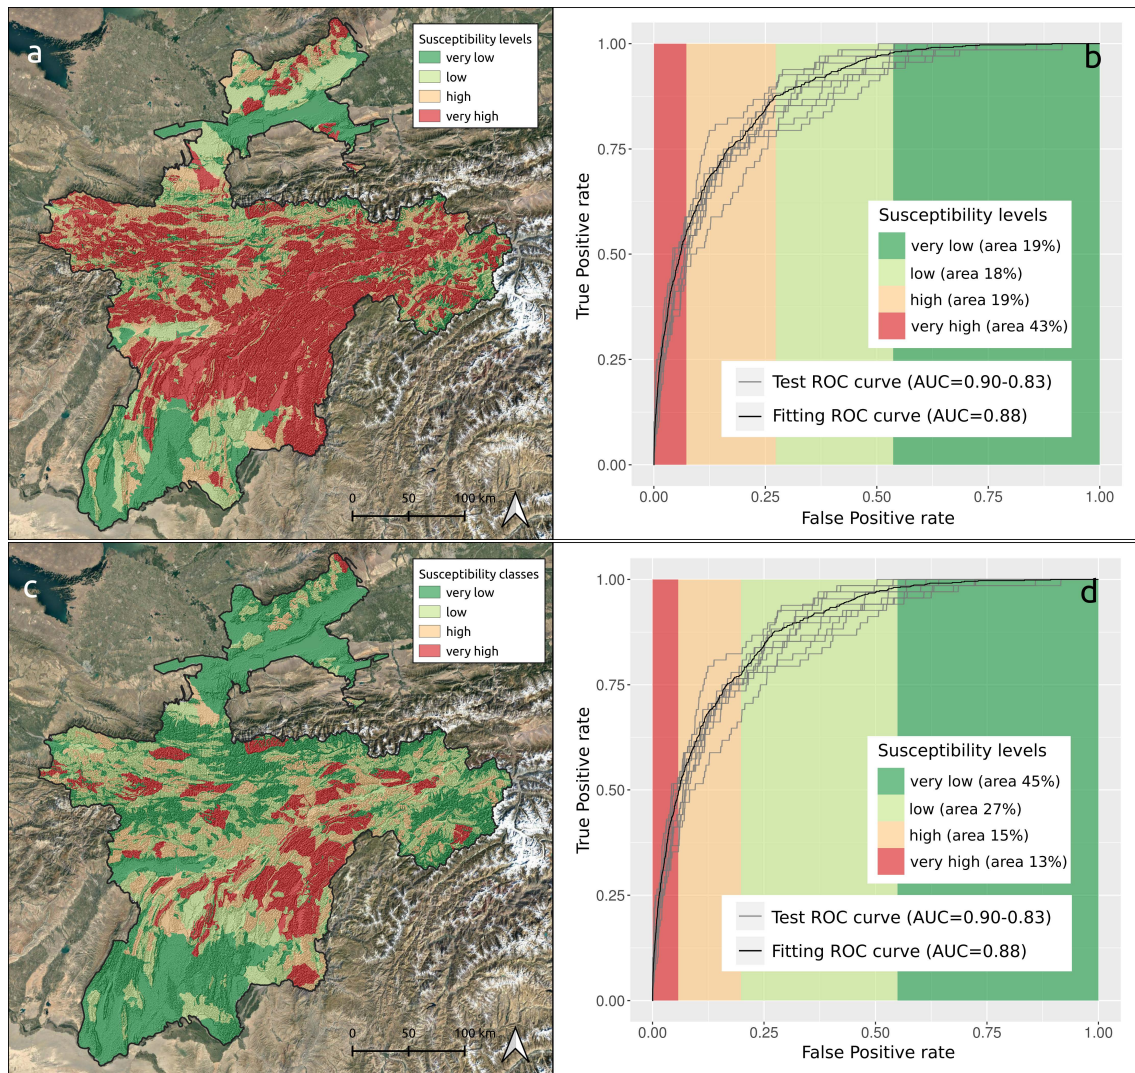 a
Susceptibility levels
very low
low
high
very high
0 50 100 km
b
1.00
0.75
0.50
0.25
0.00
True Positive rate
Susceptibility levels
very low (area 19%)
low (area 18%)
high (area 19%)
very high (area 43%)
Test ROC curve (AUC=0.90-0.83)
Fitting ROC curve (AUC=0.88)
0.00 0.25 0.50 0.75 1.00
False Positive rate
c
Susceptibility classes
very low
low
high
very high
0 50 100 km
d
1.00
0.75
0.50
0.25
0.00
True Positive rate
Susceptibility levels
very low (area 45%)
low (area 27%)
high (area 15%)
very high (area 13%)
Test ROC curve (AUC=0.90-0.83)
Fitting ROC curve (AUC=0.88)
0.00 0.25 0.50 0.75 1.00
False Positive rate